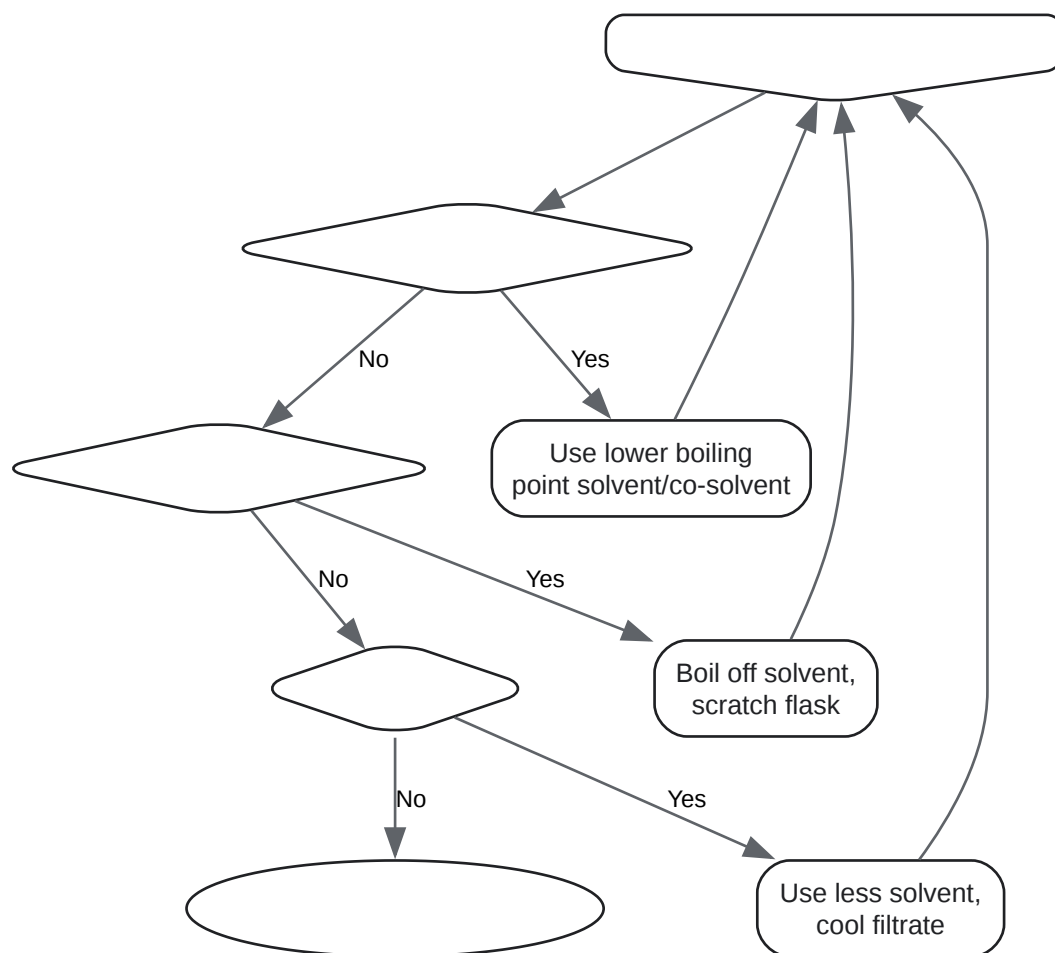 No
Yes
Use lower boiling
point solvent/co-solvent
No
Yes
Boil off solvent,
scratch flask
No
Yes
Use less solvent,
cool filtrate